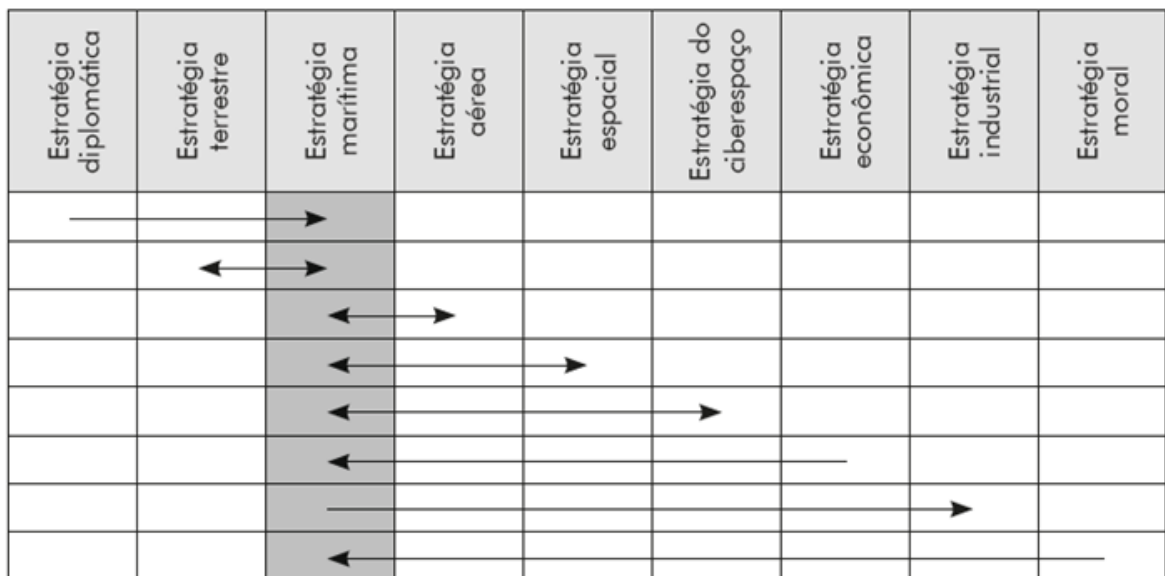 Estratégia
diplomática
Estratégia
terrestre
Estratégia
marítima
Estratégia
aérea
Estratégia
espacial
Estratégia do
ciberespaço
Estratégia
econômica
Estratégia
industrial
Estratégia
moral